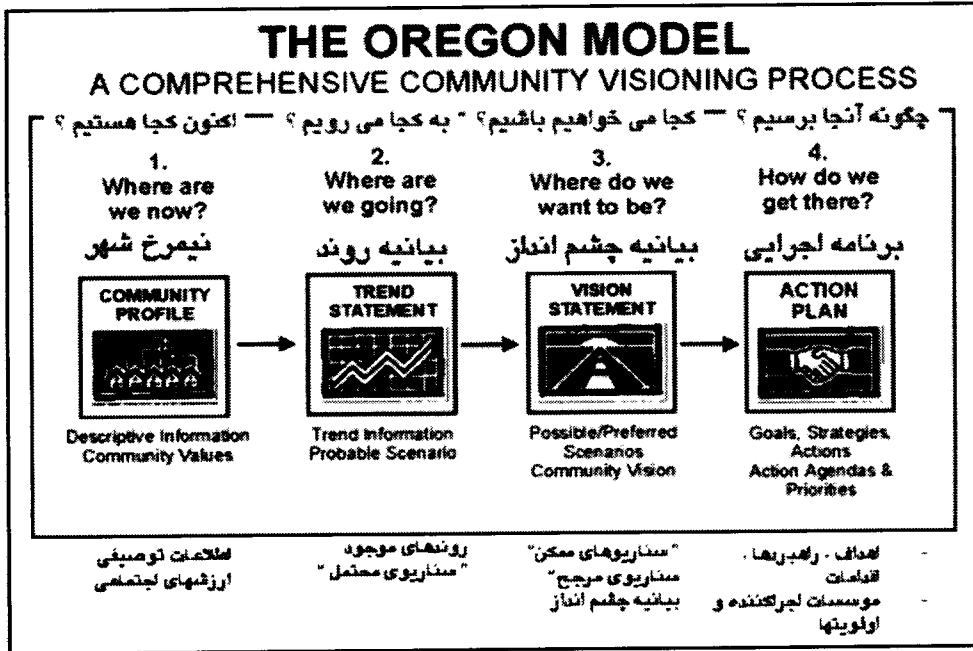 THE OREGON MODEL
A COMPREHENSIVE COMMUNITY VISIONING PROCESS
اکنون کجا هستیم ؟ — به کجا می رویم ؟ - کجا می خواهیم باشیم؟ — چگونه آنجا برسیم ؟
1.
Where are
we now?
نیمرخ شهر
COMMUNITY
PROFILE
Descriptive Information
Community Values
اطلاعات توصیفی
ارزشهای اجتماعی
2.
Where are
we going?
بیانیه روند
TREND
STATEMENT
Trend Information
Probable Scenario
روندهای موجود
"سناریوی محتمل"
3.
Where do we
want to be?
بیانیه چشم انداز
VISION
STATEMENT
Possible/Preferred
Scenarios
Community Vision
"سناریوهای ممکن"
سناریوی مرجح"
بیانیه چشم انداز
4.
How do we
get there?
برنامه اجرایی
ACTION
PLAN
Goals, Strategies,
Actions
Action Agendas &
Priorities
- اهداف ، راهبریها ،
اقدامات
- موسسات اجراکننده و
اولویتها